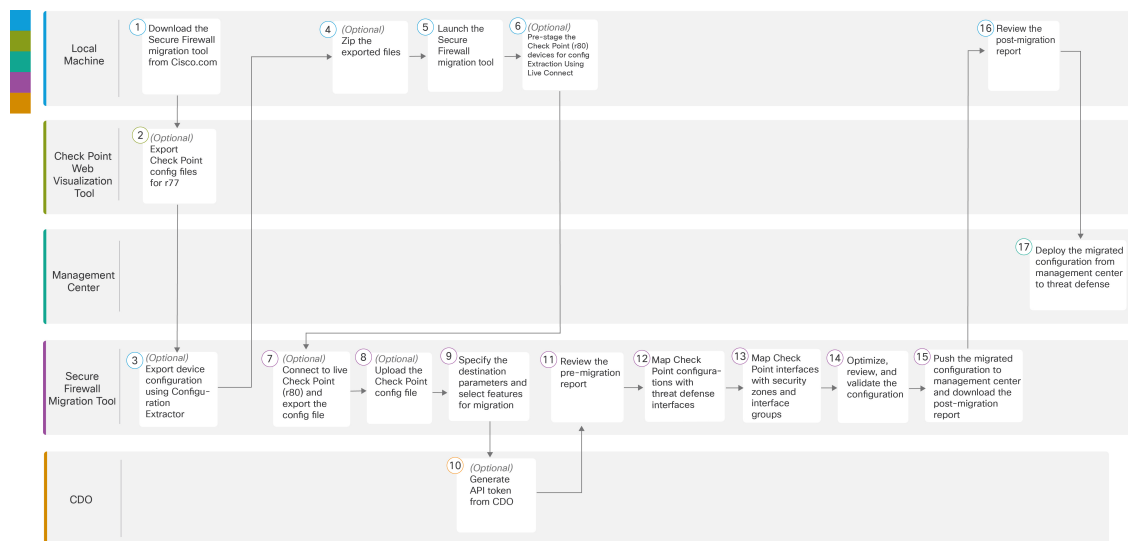 Local
Machine
1
Download the
Secure Firewall
migration tool
from Cisco.com
4
(Optional)
Zip the
exported files
5
Launch the
Secure
Firewall
migration tool
6
(Optional)
Pre-stage the
Check Point (r80)
devices for config
Extraction Using
Live Connect
16
Review the
post-migration
report
Check Point
Web
Visualization
Tool
2
(Optional)
Export
Check Point
config files
for r77
Management
Center
17
Deploy the migrated
configuration from
management center
to threat defense
Secure
Firewall
Migration Tool
3
(Optional)
Export device
configuration
using Configu-
ration
Extractor
7
(Optional)
Connect to live
Check Point
(r80) and
export the
config file
8
(Optional)
Upload the
Check Point
config file
9
Specify the
destination
parameters and
select features
for migration
11
Review the
pre-migration
report
12
Map Check
Point configura-
tions with
threat defense
interfaces
13
Map Check
Point interfaces
with security
zones and
interface
groups
14
Optimize,
review, and
validate the
configuration
15
Push the migrated
configuration to
management center
and download the
post-migration
report
CDO
10
(Optional)
Generate
API token
from CDO